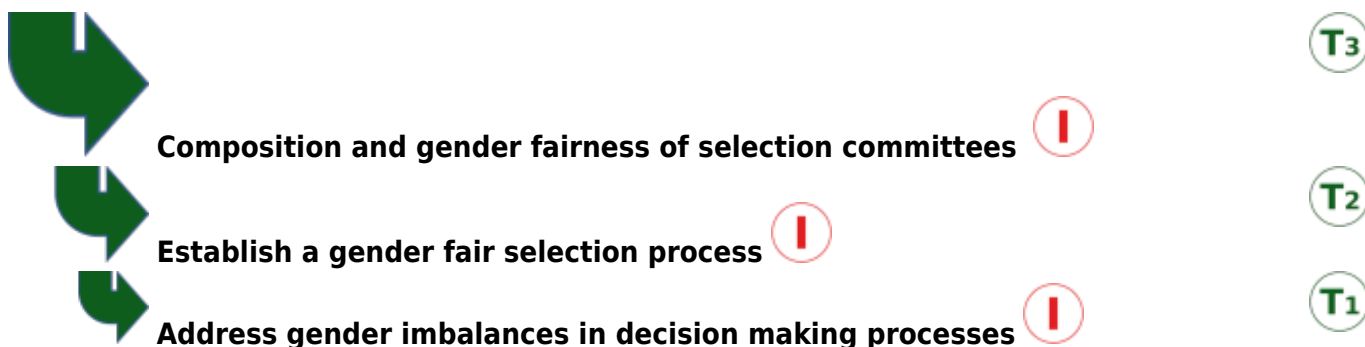 T3
Composition and gender fairness of selection committees I
T2
Establish a gender fair selection process I
T1
Address gender imbalances in decision making processes I